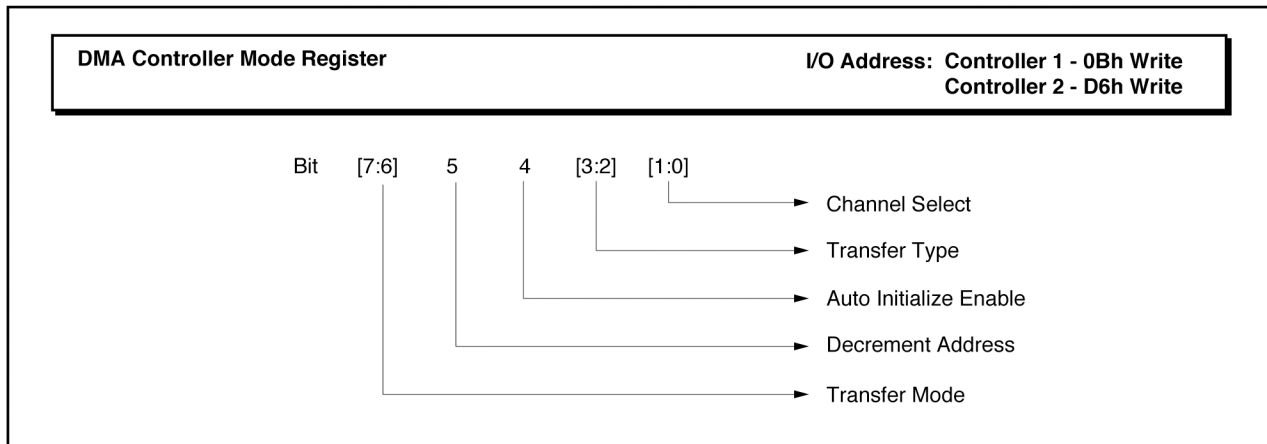 DMA Controller Mode Register
I/O Address: Controller 1 - 0Bh Write
Controller 2 - D6h Write
Bit [7:6] 5 4 [3:2] [1:0]
Channel Select
Transfer Type
Auto Initialize Enable
Decrement Address
Transfer Mode